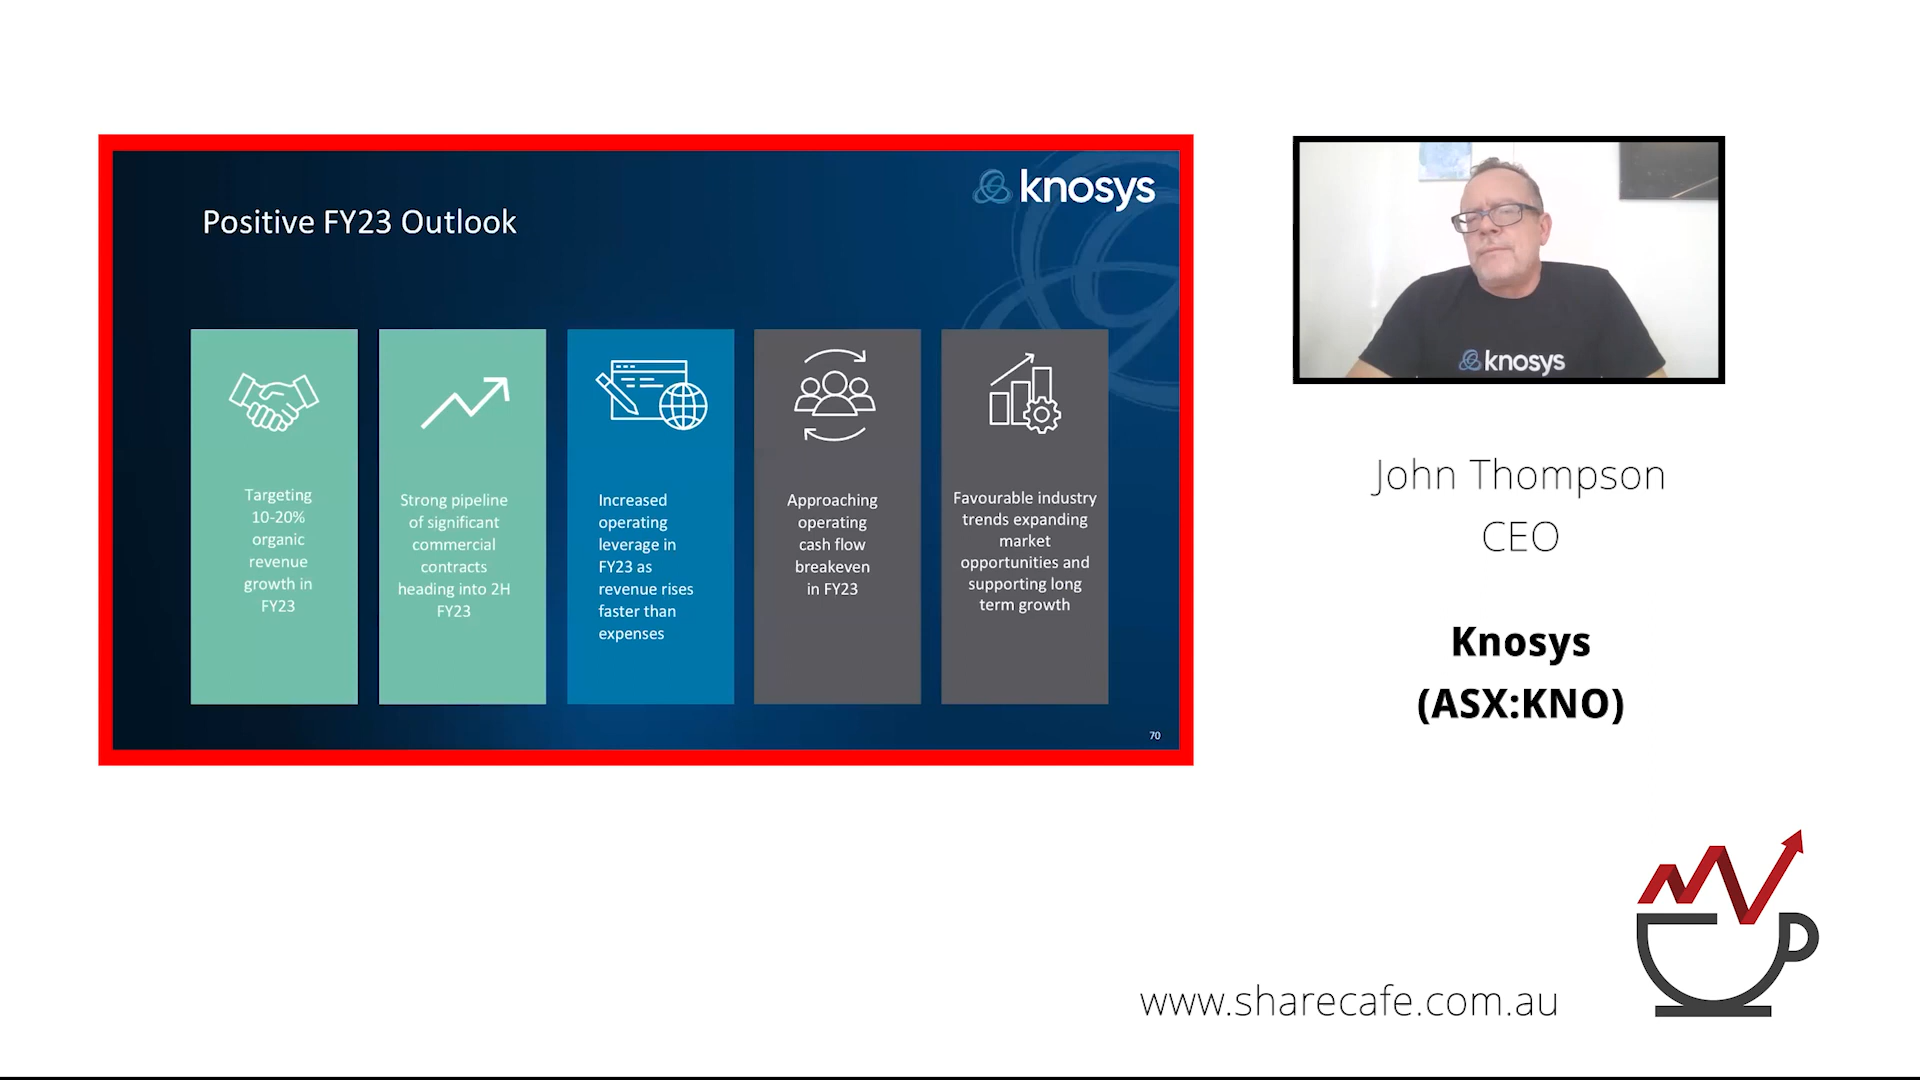 knosys
Positive FY23 Outlook
Targeting
10-20%
organic
revenue
growth in
FY23
Strong pipeline
of significant
commercial
contracts
heading into 2H
FY23
Increased
operating
leverage in
FY23 as
revenue rises
faster than
expenses
Approaching
operating
cash flow
breakeven
in FY23
Favourable industry
trends expanding
market
opportunities and
supporting long
term growth
70
knosys
John Thompson
CEO
Knosys
(ASX:KNO)
www.sharecafe.com.au